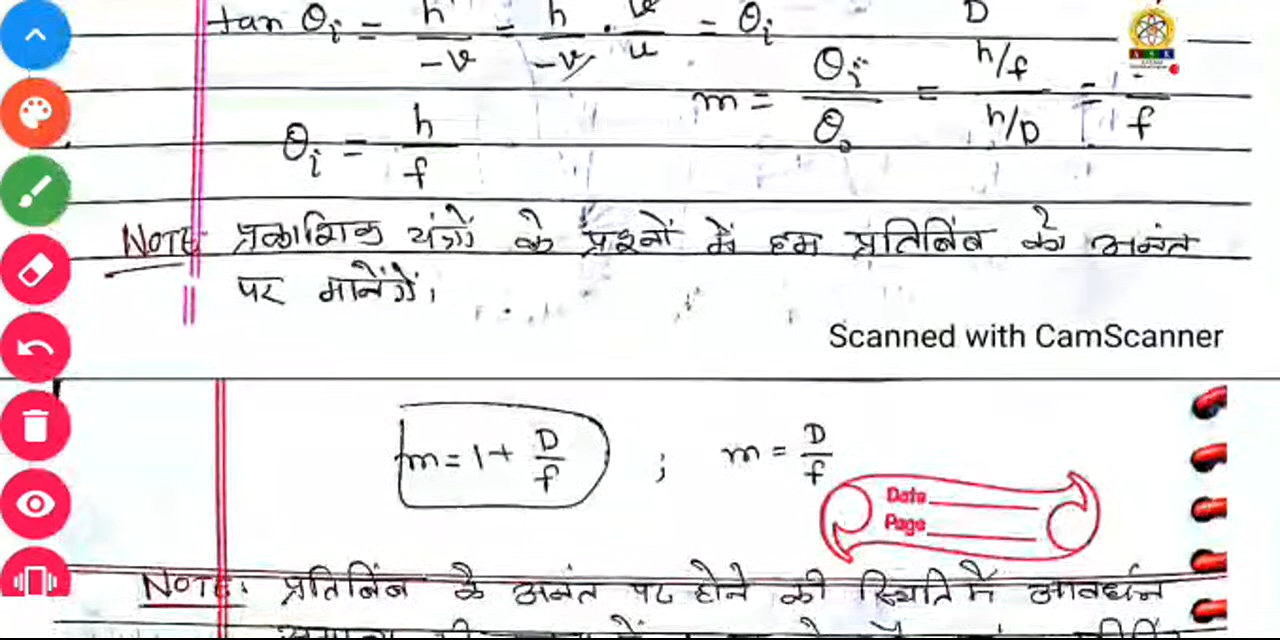 tan θi = h/-v = h/-v · v/u = θi
D
m = θi/θo = h/f / h/D = /f
θi = h/f
NOTE प्रकाशिक यंत्रों के प्रश्नों में हम प्रतिबिंब को अनंत
पर मानेंगें।
Scanned with CamScanner
m = 1 + D/f ; m = D/f
Date
Page
NOTE: प्रतिबिंब के अनंत पर होने की स्थिति में आवर्धन